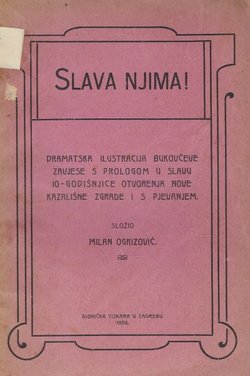 SLAVA NJIMA!
DRAMATSKA ILUSTRACIJA BUKOVČEVE
ZAVJESE S PROLOGOM U SLAVU
10-GODIŠNJICE OTVORENJA NOVE
KAZALIŠNE ZGRADE I S PJEVANJEM.
SLOŽIO
MILAN OGRIZOVIĆ.
DIONIČKA TISKARA U ZAGREBU
1905.